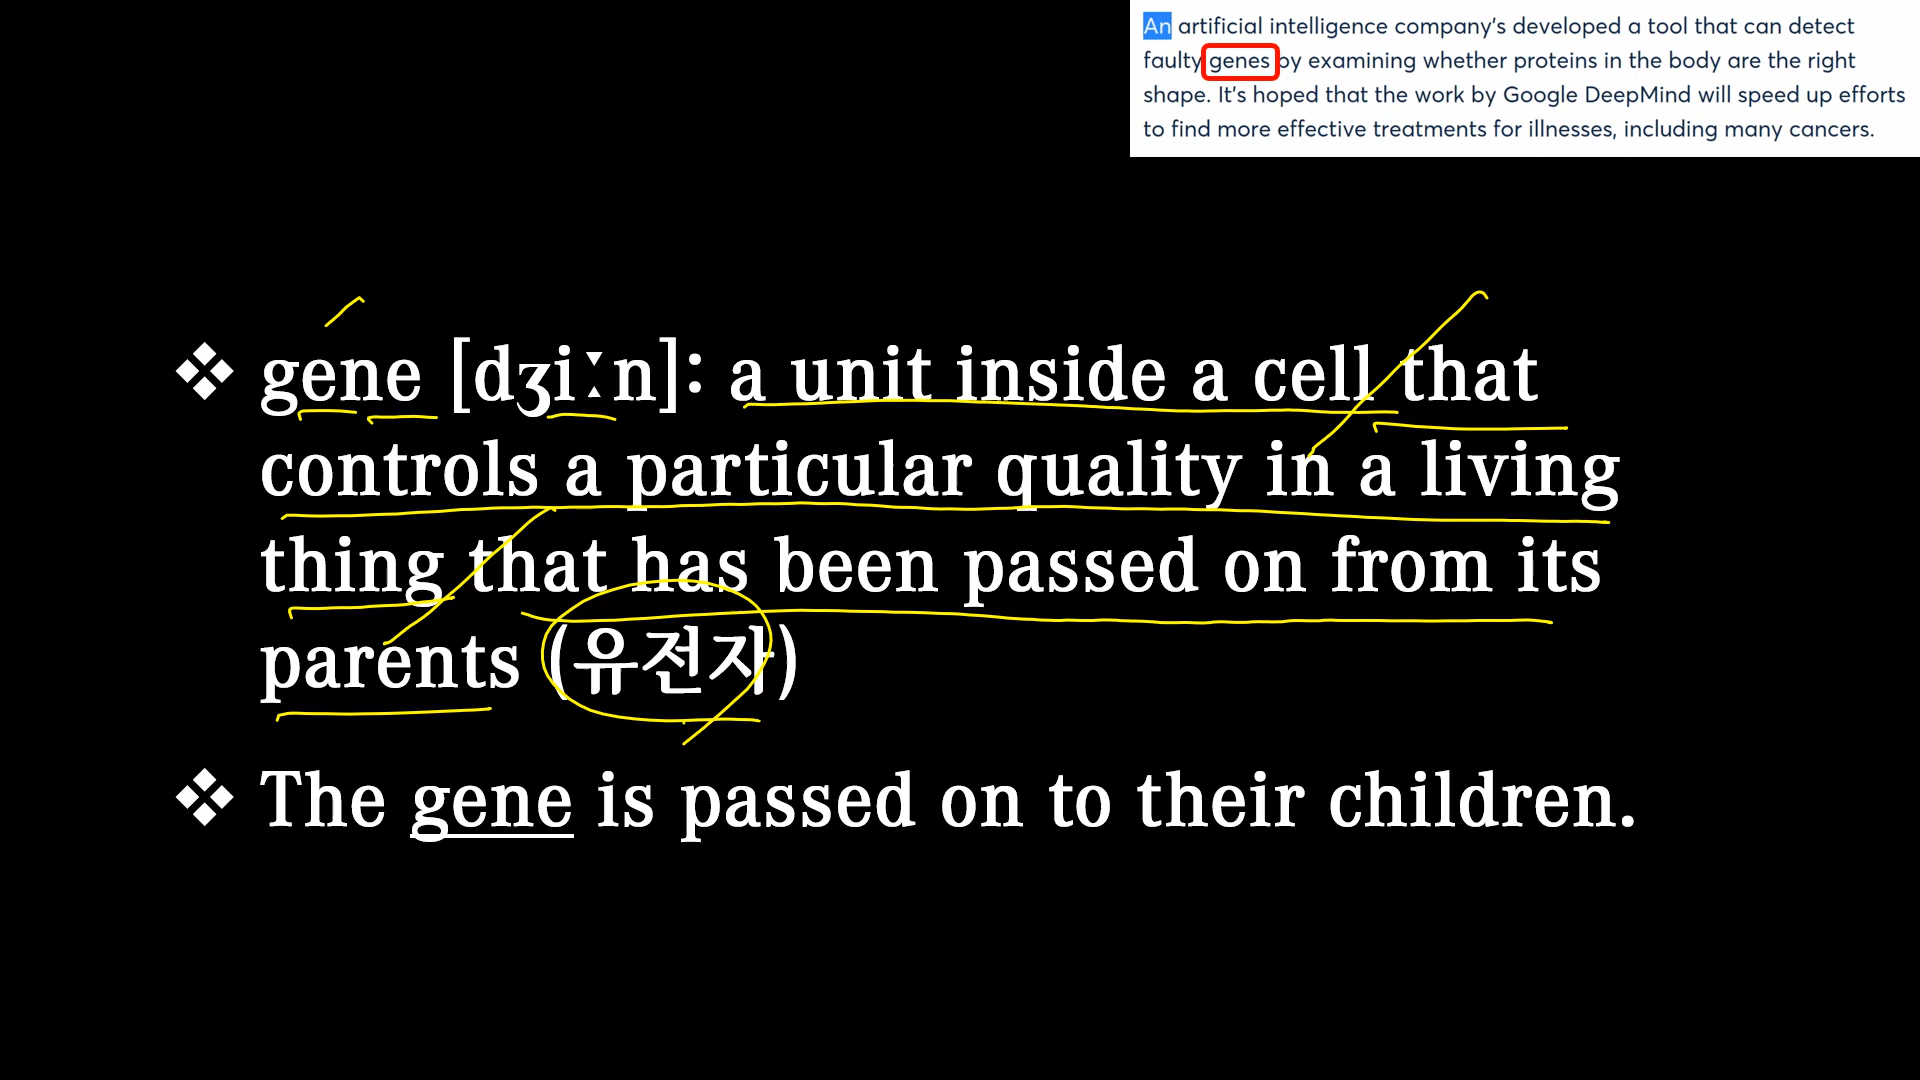 An artificial intelligence company's developed a tool that can detect
faulty genes by examining whether proteins in the body are the right
shape. It's hoped that the work by Google DeepMind will speed up efforts
to find more effective treatments for illnesses, including many cancers.
❖ gene [dʒiːn]: a unit inside a cell that
controls a particular quality in a living
thing that has been passed on from its
parents (유전자)
❖ The gene is passed on to their children.